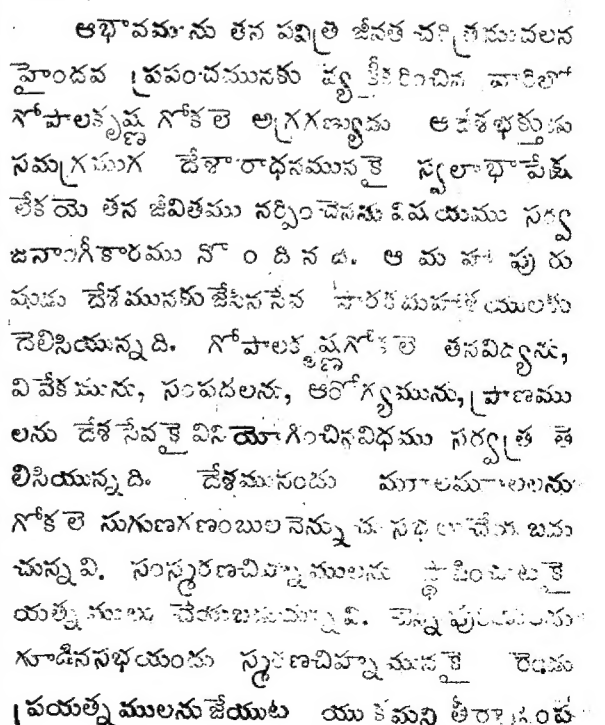 ఆభావమును తన పవిత్ర జీవిత చరిత్రమువలన
హైందవ ప్రపంచమునకు వ్యక్తీకరించిన వారిలో
గోపాలకృష్ణ గోకలె అగ్రగణ్యుడు ఆ దేశభక్తుడు
సమగ్రముగ దేశారాధనమునకై స్వలాభాపేక్ష
లేకయె తన జీవితము నర్పించెనను విషయము సర్వ
జనాంగీకారము నొందినది. ఆ మహాపురు
షుడు దేశమునకుజేసినసేవ పాఠకమహాశయులకు
దెలిసియున్నది. గోపాలకృష్ణగోకలె తనవిద్యను,
వివేకమును, సంపదలను, ఆరోగ్యమును, ప్రాణము
లను దేశసేవకై వినియోగించినవిధము సర్వత్ర తె
లిసియున్నది. దేశమునందు
గోకలె సుగుణగణంబుల నెన్నుచు సభలు చేయబడు
చున్నవి. సంస్మరణచిహ్నములను స్థాపించుటకై
యత్నములు చేయబడుచున్నవి. చెన్నపురియందు
గూడినసభయందు స్మరణచిహ్నమునకై రెండు
ప్రయత్నములనుజేయుట యుక్తమని